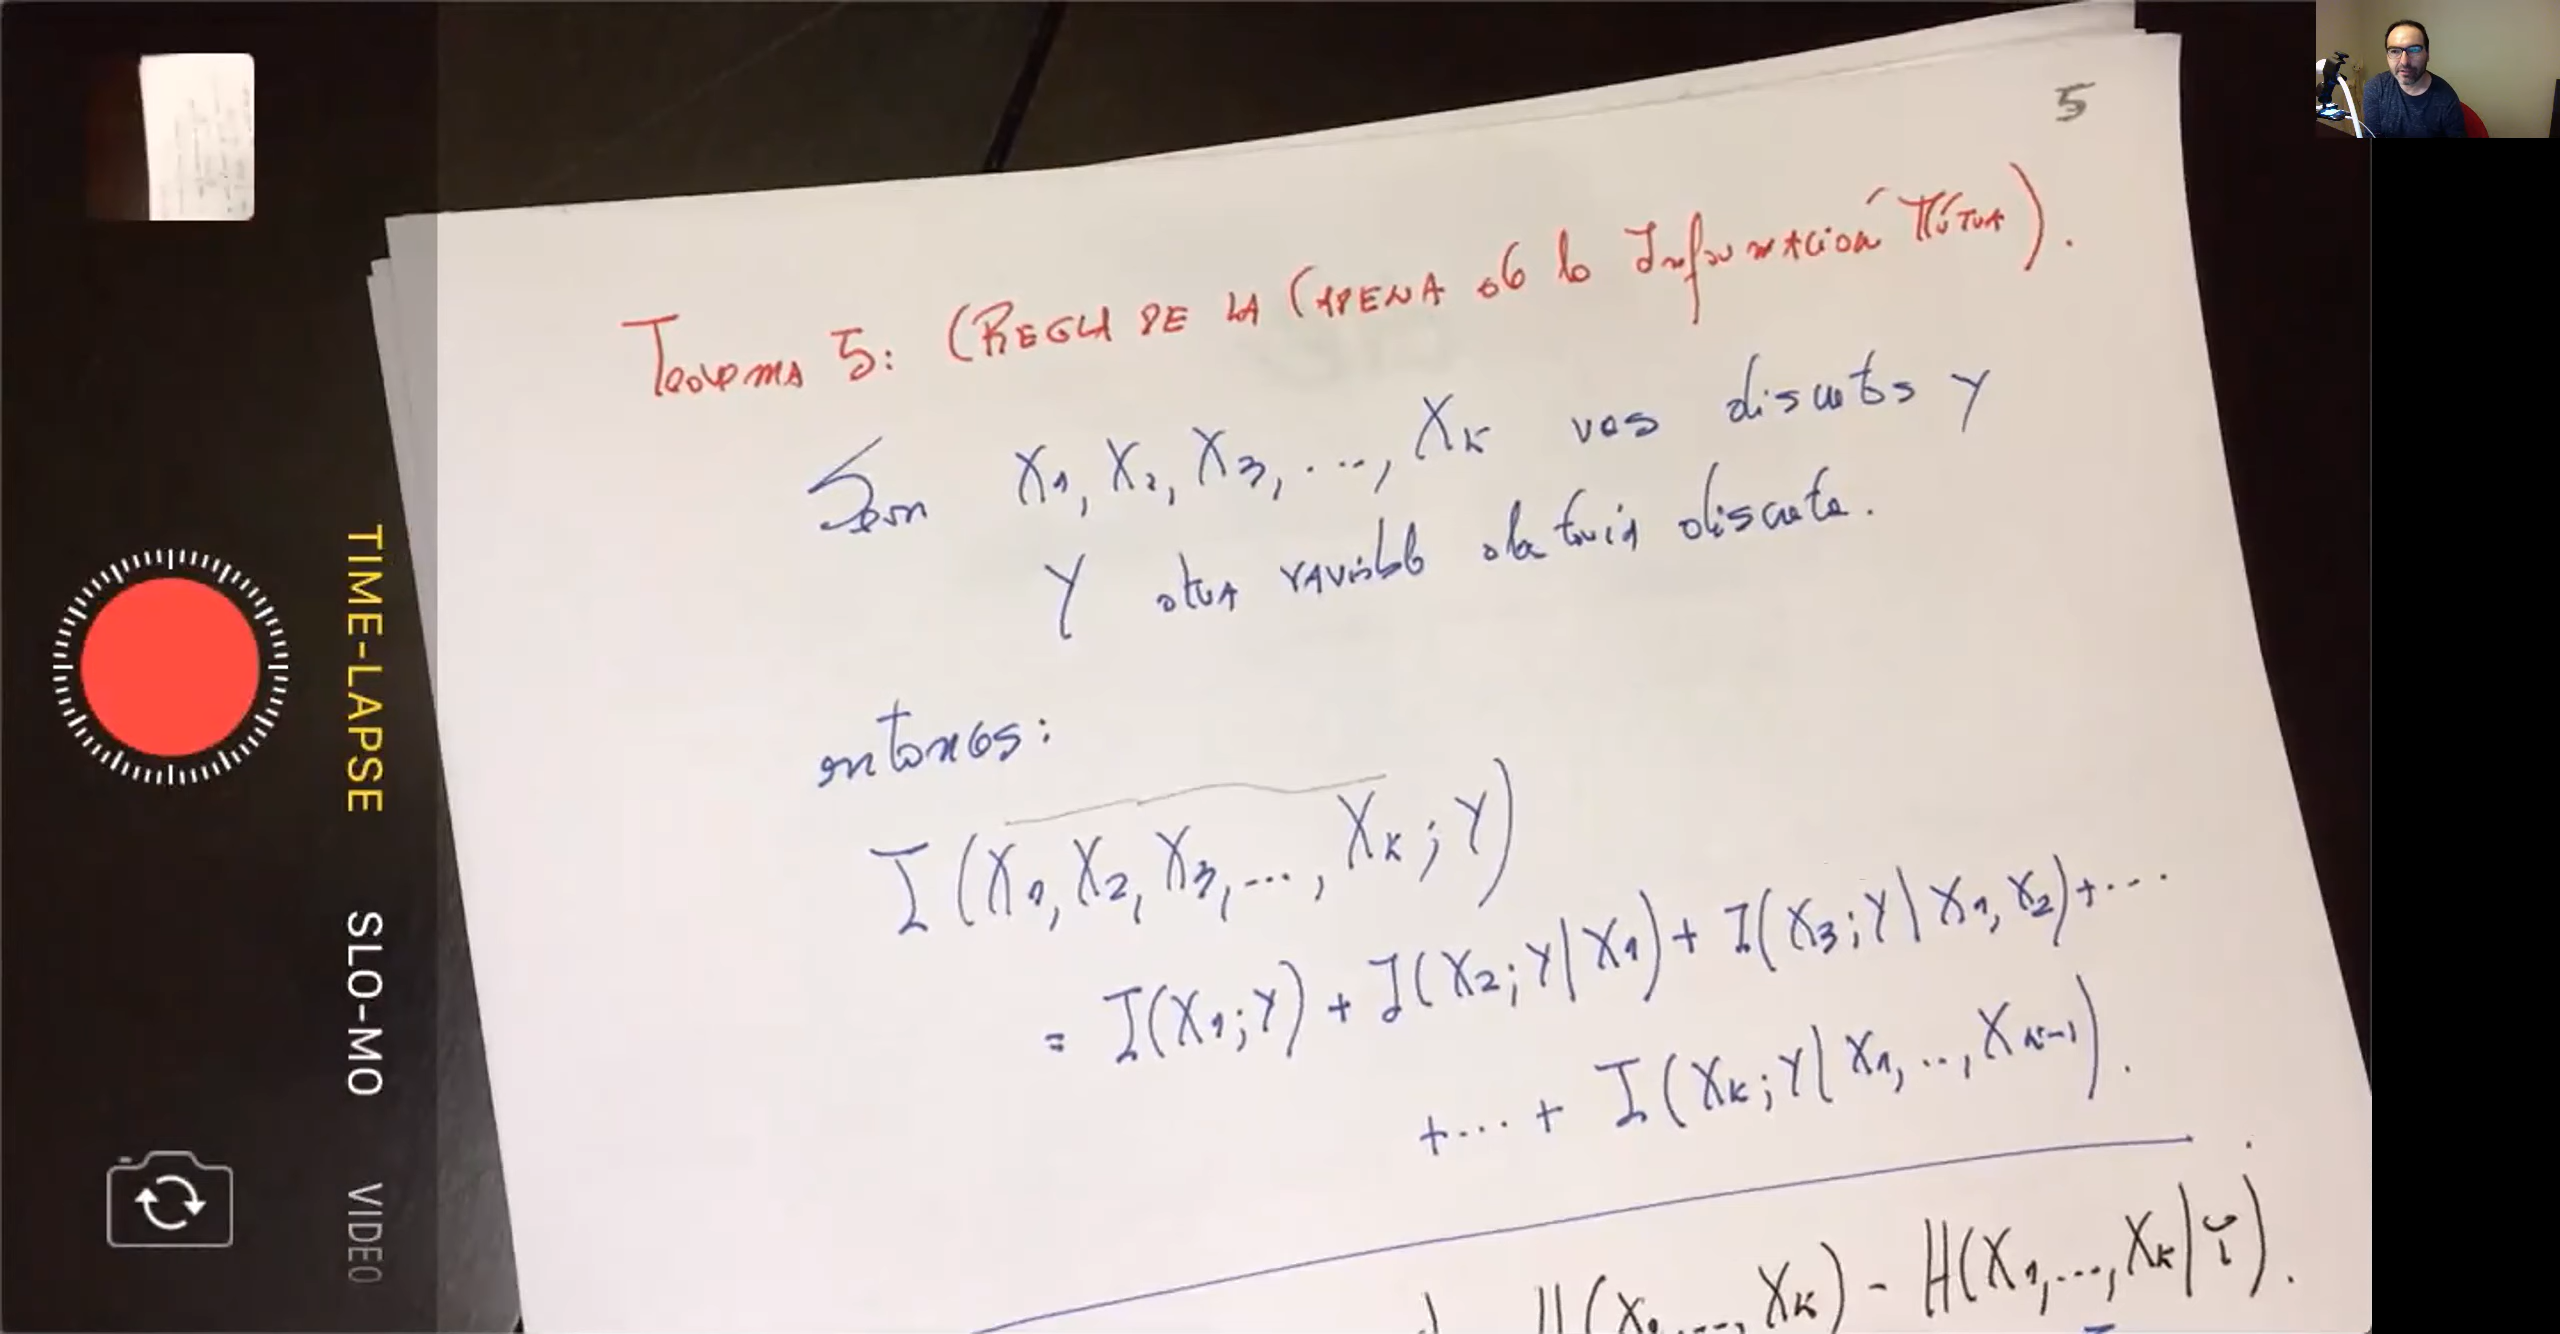 5
Teorema 5: (REGLA DE LA CADENA de la Información Mútua).
Sean X₁, X₂, X₃, ..., Xₖ vas discretas y
Y otra variable aleatoria discreta.
entonces:
I(X₁, X₂, X₃, ..., Xₖ; Y)
= I(X₁; Y) + I(X₂; Y | X₁) + I(X₃; Y | X₁, X₂) + ...
+ ... + I(Xₖ; Y | X₁, .., Xₖ₋₁).
H(X₁, ..., Xₖ) - H(X₁, ..., Xₖ | Y).
TIME-LAPSE
SLO-MO
VIDEO